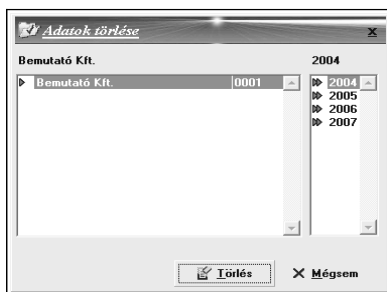 Adatok törlése x
Bemutató Kft. 2004
Bemutató Kft. 0001
2004
2005
2006
2007
Törlés Mégsem